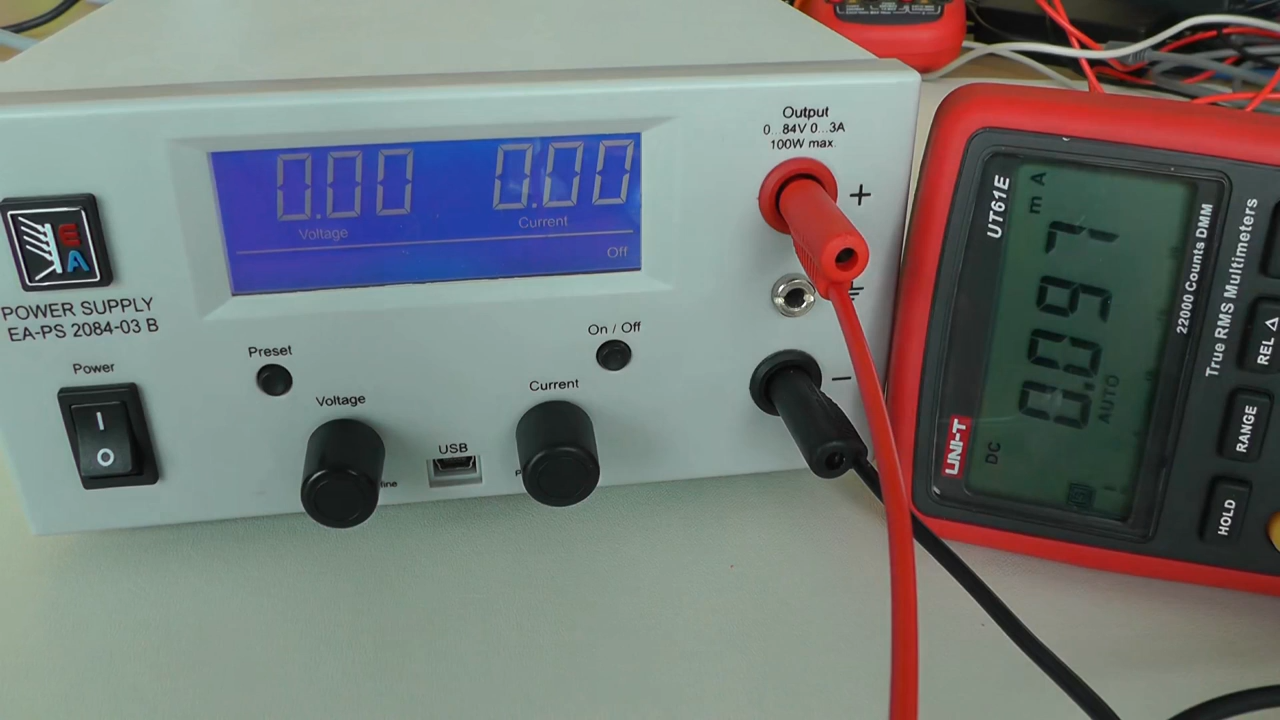 0.00 0.00
Voltage Current
Off
EA
POWER SUPPLY
EA-PS 2084-03 B
Power
I
O
Preset
Voltage
USB
Current
On / Off
Output
0...84V 0...3A
100W max.
+
−
UNI-T
UT61E
DC
mA
0.097
AUTO
22000 Counts DMM
True RMS Multimeters
HOLD
RANGE
REL △